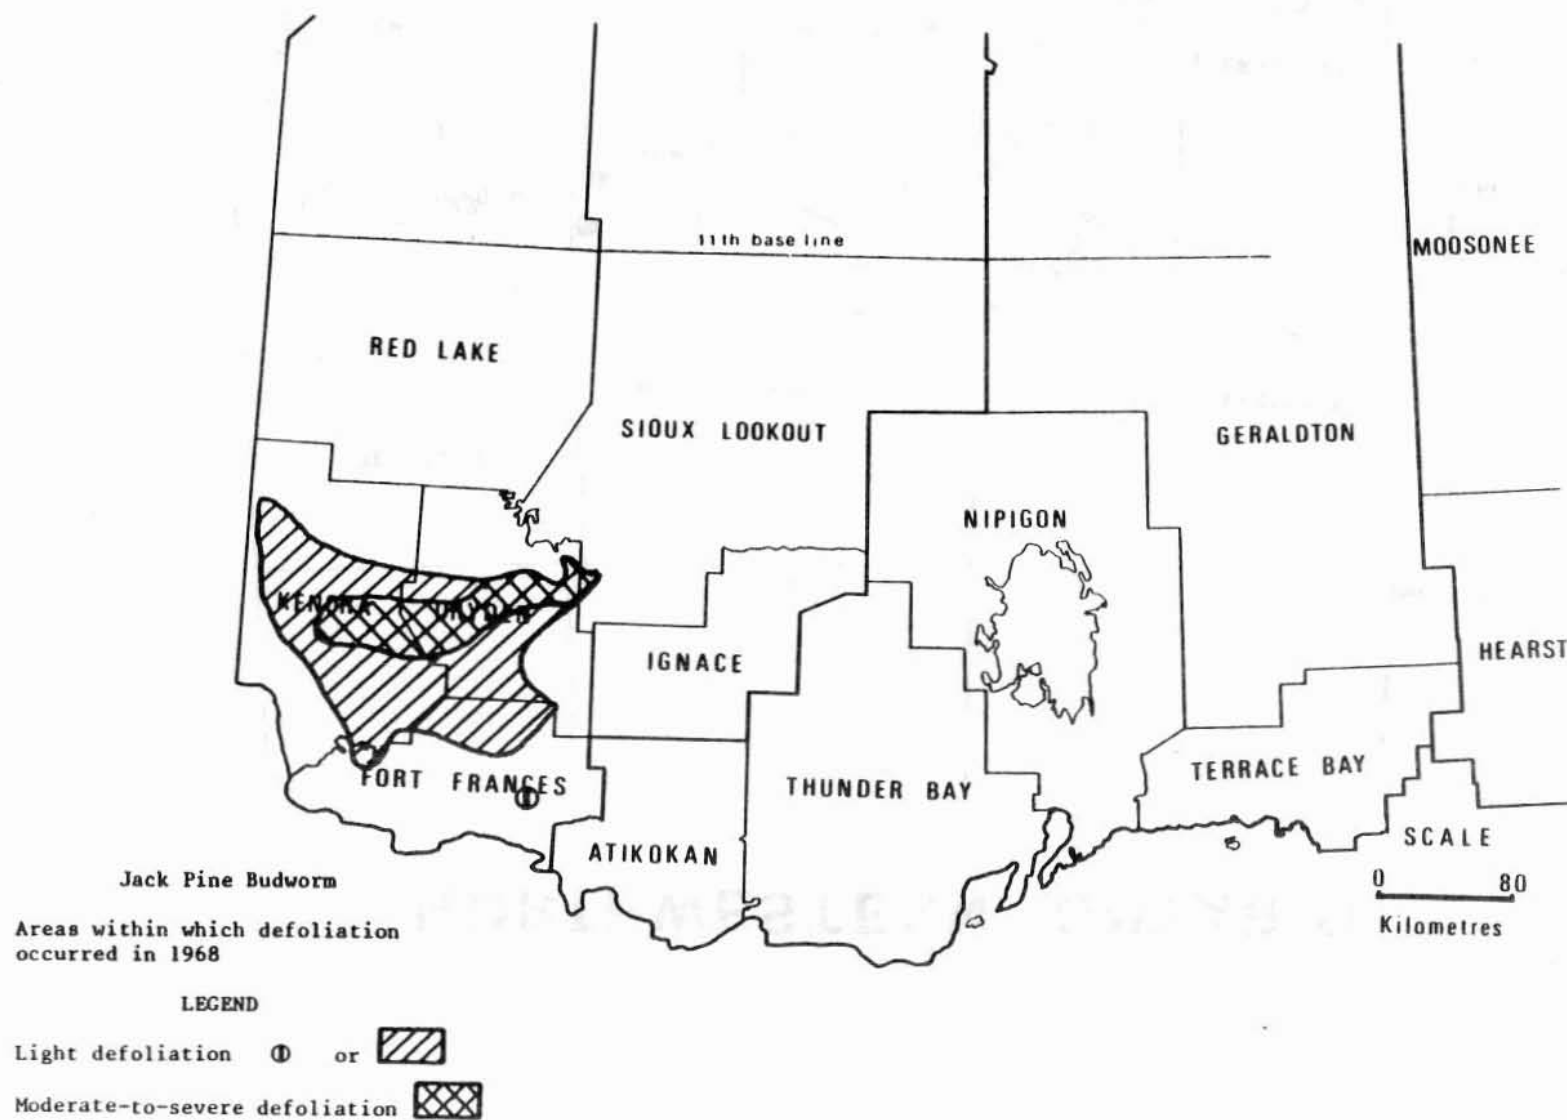 11th base line
MOOSONEE
RED LAKE
SIOUX LOOKOUT
GERALDTON
NIPIGON
KENORA
DRYDEN
IGNACE
HEARST
FORT FRANCES
THUNDER BAY
TERRACE BAY
ATIKOKAN
SCALE
0 80
Kilometres
Jack Pine Budworm
Areas within which defoliation
occurred in 1968
LEGEND
Light defoliation or
Moderate-to-severe defoliation